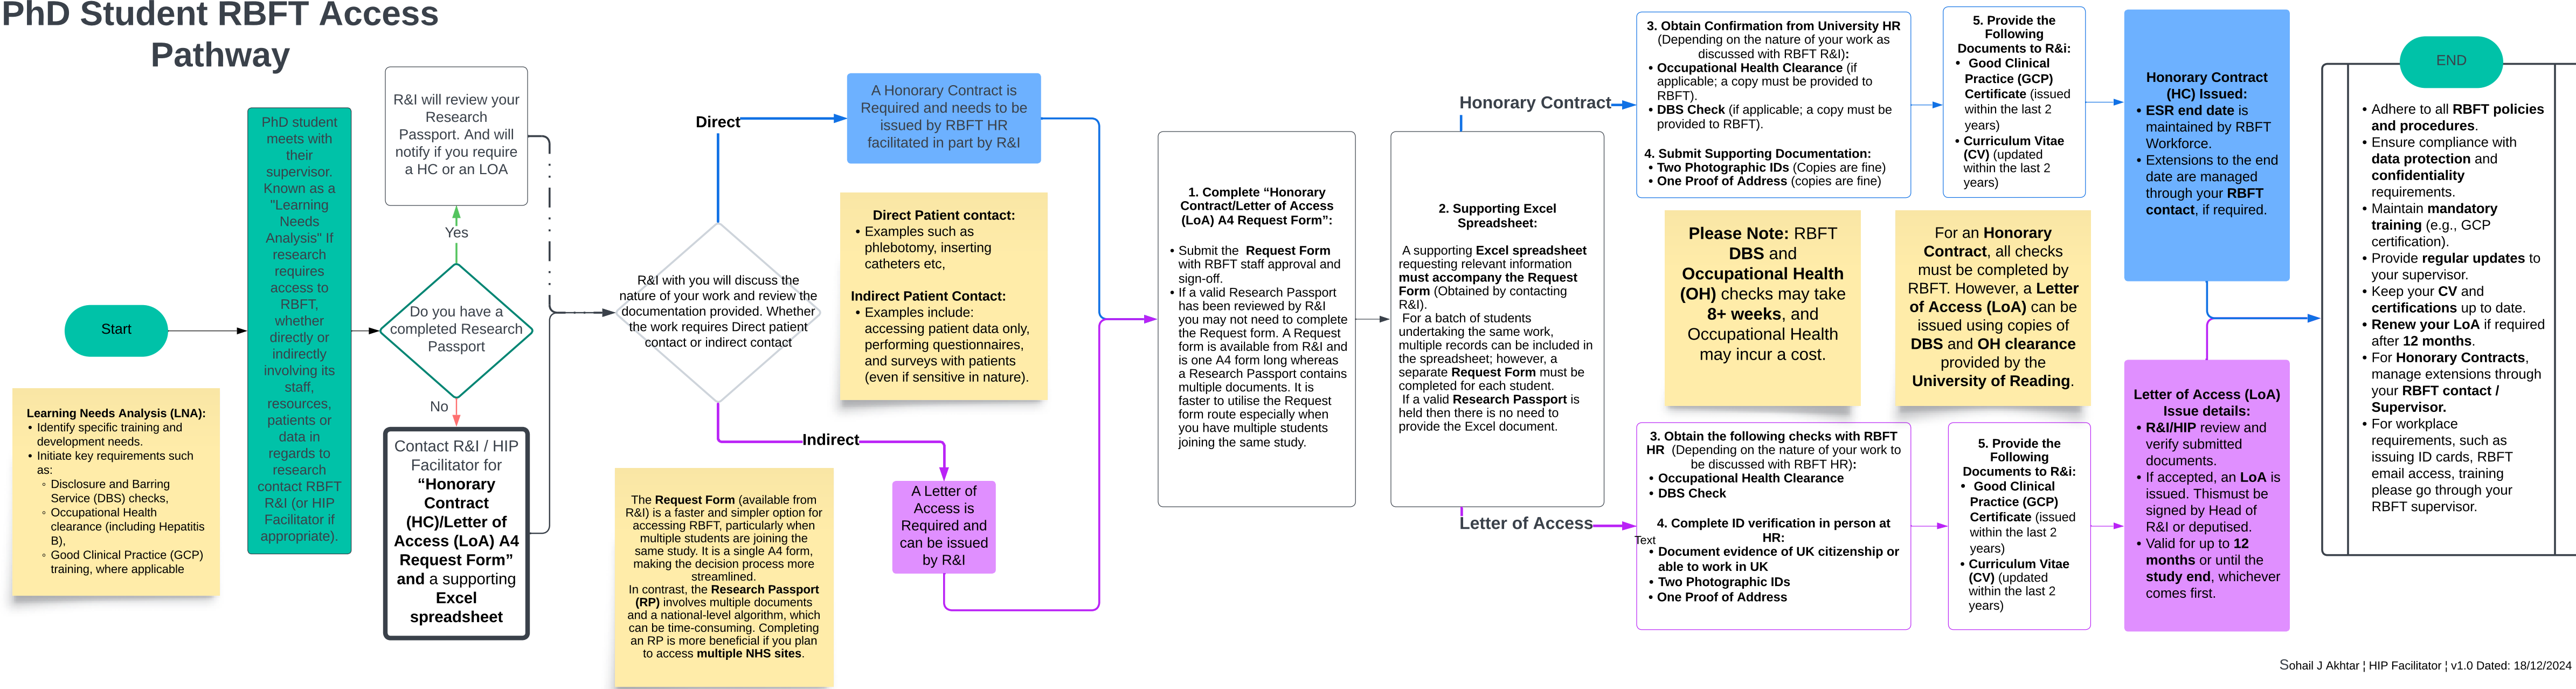 PhD Student RBFT Access
Pathway
Start
Learning Needs Analysis (LNA):
• Identify specific training and
development needs.
• Initiate key requirements such
as:
◦ Disclosure and Barring
Service (DBS) checks,
◦ Occupational Health
clearance (including Hepatitis
B),
◦ Good Clinical Practice (GCP)
training, where applicable
PhD student
meets with
their
supervisor.
Known as a
"Learning
Needs
Analysis" If
research
requires
access to
RBFT,
whether
directly or
indirectly
involving its
staff,
resources,
patients or
data in
regards to
research
contact RBFT
R&I (or HIP
Facilitator if
appropriate).
R&I will review your
Research
Passport. And will
notify if you require
a HC or an LOA
Yes
Do you have a
completed Research
Passport
No
Contact R&I / HIP
Facilitator for
“Honorary
Contract
(HC)/Letter of
Access (LoA) A4
Request Form”
and a supporting
Excel
spreadsheet
R&I with you will discuss the
nature of your work and review the
documentation provided. Whether
the work requires Direct patient
contact or indirect contact
Direct
A Honorary Contract is
Required and needs to be
issued by RBFT HR
facilitated in part by R&I
Direct Patient contact:
• Examples such as
phlebotomy, inserting
catheters etc,
Indirect Patient Contact:
• Examples include:
accessing patient data only,
performing questionnaires,
and surveys with patients
(even if sensitive in nature).
Indirect
A Letter of
Access is
Required and
can be issued
by R&I
The Request Form (available from
R&I) is a faster and simpler option for
accessing RBFT, particularly when
multiple students are joining the
same study. It is a single A4 form,
making the decision process more
streamlined.
In contrast, the Research Passport
(RP) involves multiple documents
and a national-level algorithm, which
can be time-consuming. Completing
an RP is more beneficial if you plan
to access multiple NHS sites.
1. Complete “Honorary
Contract/Letter of Access
(LoA) A4 Request Form”:
• Submit the Request Form
with RBFT staff approval and
sign-off.
• If a valid Research Passport
has been reviewed by R&I
you may not need to complete
the Request form. A Request
form is available from R&I and
is one A4 form long whereas
a Research Passport contains
multiple documents. It is
faster to utilise the Request
form route especially when
you have multiple students
joining the same study.
2. Supporting Excel
Spreadsheet:
A supporting Excel spreadsheet
requesting relevant information
must accompany the Request
Form (Obtained by contacting
R&I).
For a batch of students
undertaking the same work,
multiple records can be included in
the spreadsheet; however, a
separate Request Form must be
completed for each student.
If a valid Research Passport is
held then there is no need to
provide the Excel document.
Honorary Contract
3. Obtain Confirmation from University HR
(Depending on the nature of your work as
discussed with RBFT R&I):
• Occupational Health Clearance (if
applicable; a copy must be provided to
RBFT).
• DBS Check (if applicable; a copy must be
provided to RBFT).
4. Submit Supporting Documentation:
• Two Photographic IDs (Copies are fine)
• One Proof of Address (copies are fine)
5. Provide the
Following
Documents to R&i:
• Good Clinical
Practice (GCP)
Certificate (issued
within the last 2
years)
• Curriculum Vitae
(CV) (updated
within the last 2
years)
Honorary Contract
(HC) Issued:
• ESR end date is
maintained by RBFT
Workforce.
• Extensions to the end
date are managed
through your RBFT
contact, if required.
Please Note: RBFT
DBS and
Occupational Health
(OH) checks may take
8+ weeks, and
Occupational Health
may incur a cost.
For an Honorary
Contract, all checks
must be completed by
RBFT. However, a Letter
of Access (LoA) can be
issued using copies of
DBS and OH clearance
provided by the
University of Reading.
Letter of Access
Text
3. Obtain the following checks with RBFT
HR (Depending on the nature of your work to
be discussed with RBFT HR):
• Occupational Health Clearance
• DBS Check
4. Complete ID verification in person at
HR:
• Document evidence of UK citizenship or
able to work in UK
• Two Photographic IDs
• One Proof of Address
5. Provide the
Following
Documents to R&i:
• Good Clinical
Practice (GCP)
Certificate (issued
within the last 2
years)
• Curriculum Vitae
(CV) (updated
within the last 2
years)
Letter of Access (LoA)
Issue details:
• R&I/HIP review and
verify submitted
documents.
• If accepted, an LoA is
issued. Thismust be
signed by Head of
R&I or deputised.
• Valid for up to 12
months or until the
study end, whichever
comes first.
END
• Adhere to all RBFT policies
and procedures.
• Ensure compliance with
data protection and
confidentiality
requirements.
• Maintain mandatory
training (e.g., GCP
certification).
• Provide regular updates to
your supervisor.
• Keep your CV and
certifications up to date.
• Renew your LoA if required
after 12 months.
• For Honorary Contracts,
manage extensions through
your RBFT contact /
Supervisor.
• For workplace
requirements, such as
issuing ID cards, RBFT
email access, training
please go through your
RBFT supervisor.
Sohail J Akhtar ¦ HIP Facilitator ¦ v1.0 Dated: 18/12/2024